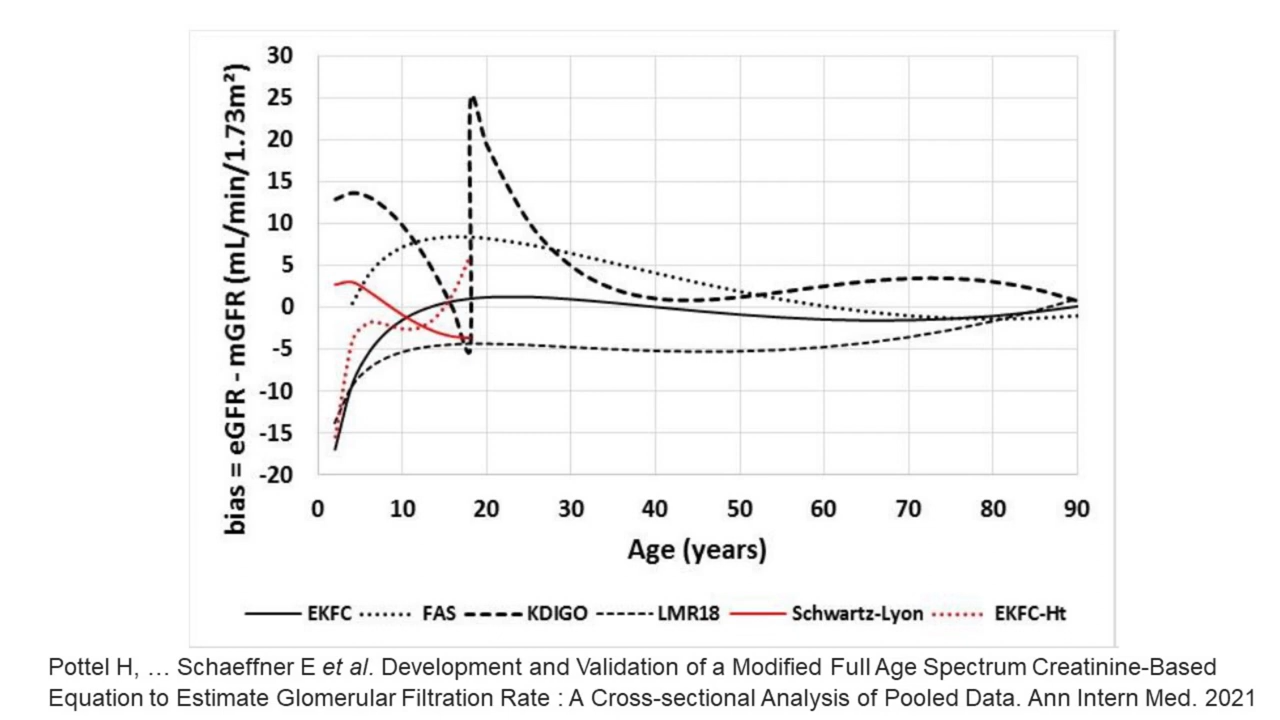 bias = eGFR - mGFR (mL/min/1.73m²)
30
25
20
15
10
5
0
-5
-10
-15
-20
0 10 20 30 40 50 60 70 80 90
Age (years)
EKFC FAS KDIGO LMR18 Schwartz-Lyon EKFC-Ht
Pottel H, … Schaeffner E et al. Development and Validation of a Modified Full Age Spectrum Creatinine-Based
Equation to Estimate Glomerular Filtration Rate : A Cross-sectional Analysis of Pooled Data. Ann Intern Med. 2021